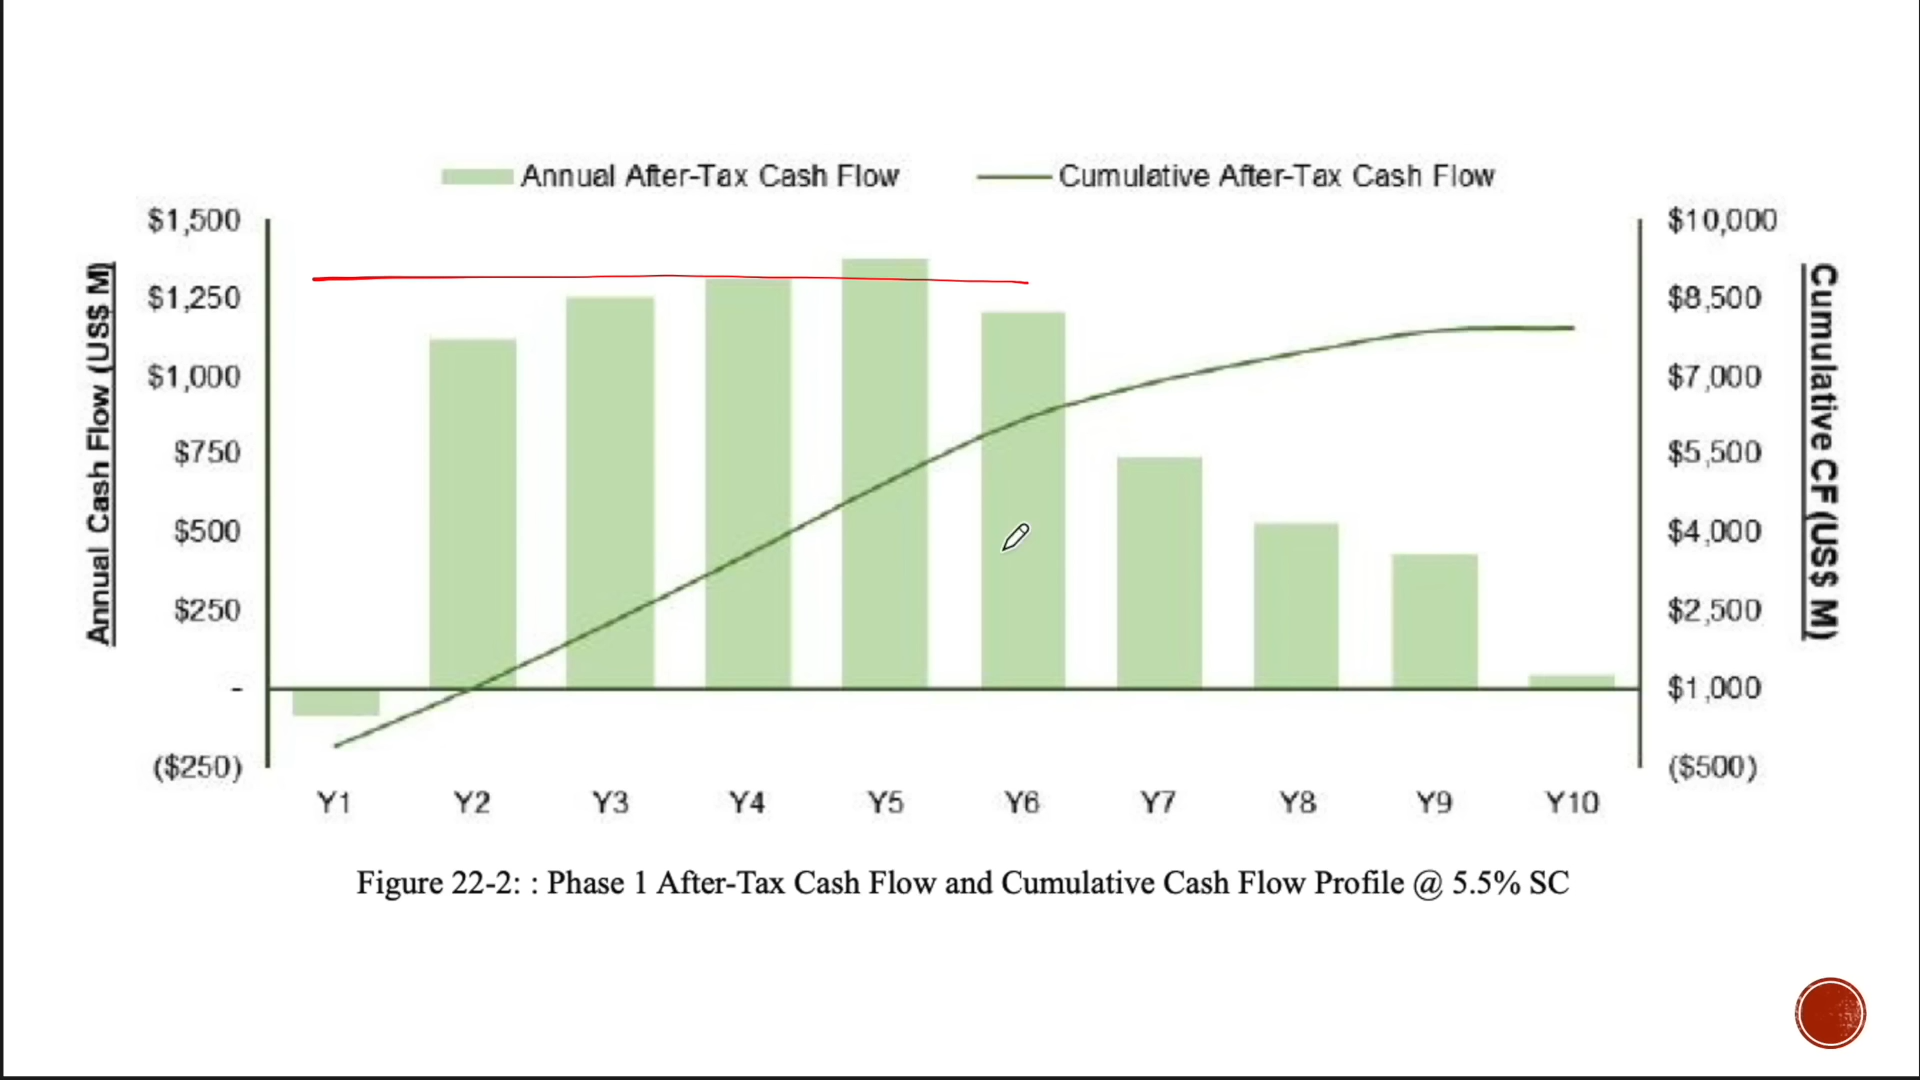 Annual After-Tax Cash Flow
Cumulative After-Tax Cash Flow
Annual Cash Flow (US$ M)
$1,500
$1,250
$1,000
$750
$500
$250
-
($250)
$10,000
$8,500
$7,000
$5,500
$4,000
$2,500
$1,000
($500)
Cumulative CF (US$ M)
Y1 Y2 Y3 Y4 Y5 Y6 Y7 Y8 Y9 Y10
Figure 22-2: : Phase 1 After-Tax Cash Flow and Cumulative Cash Flow Profile @ 5.5% SC